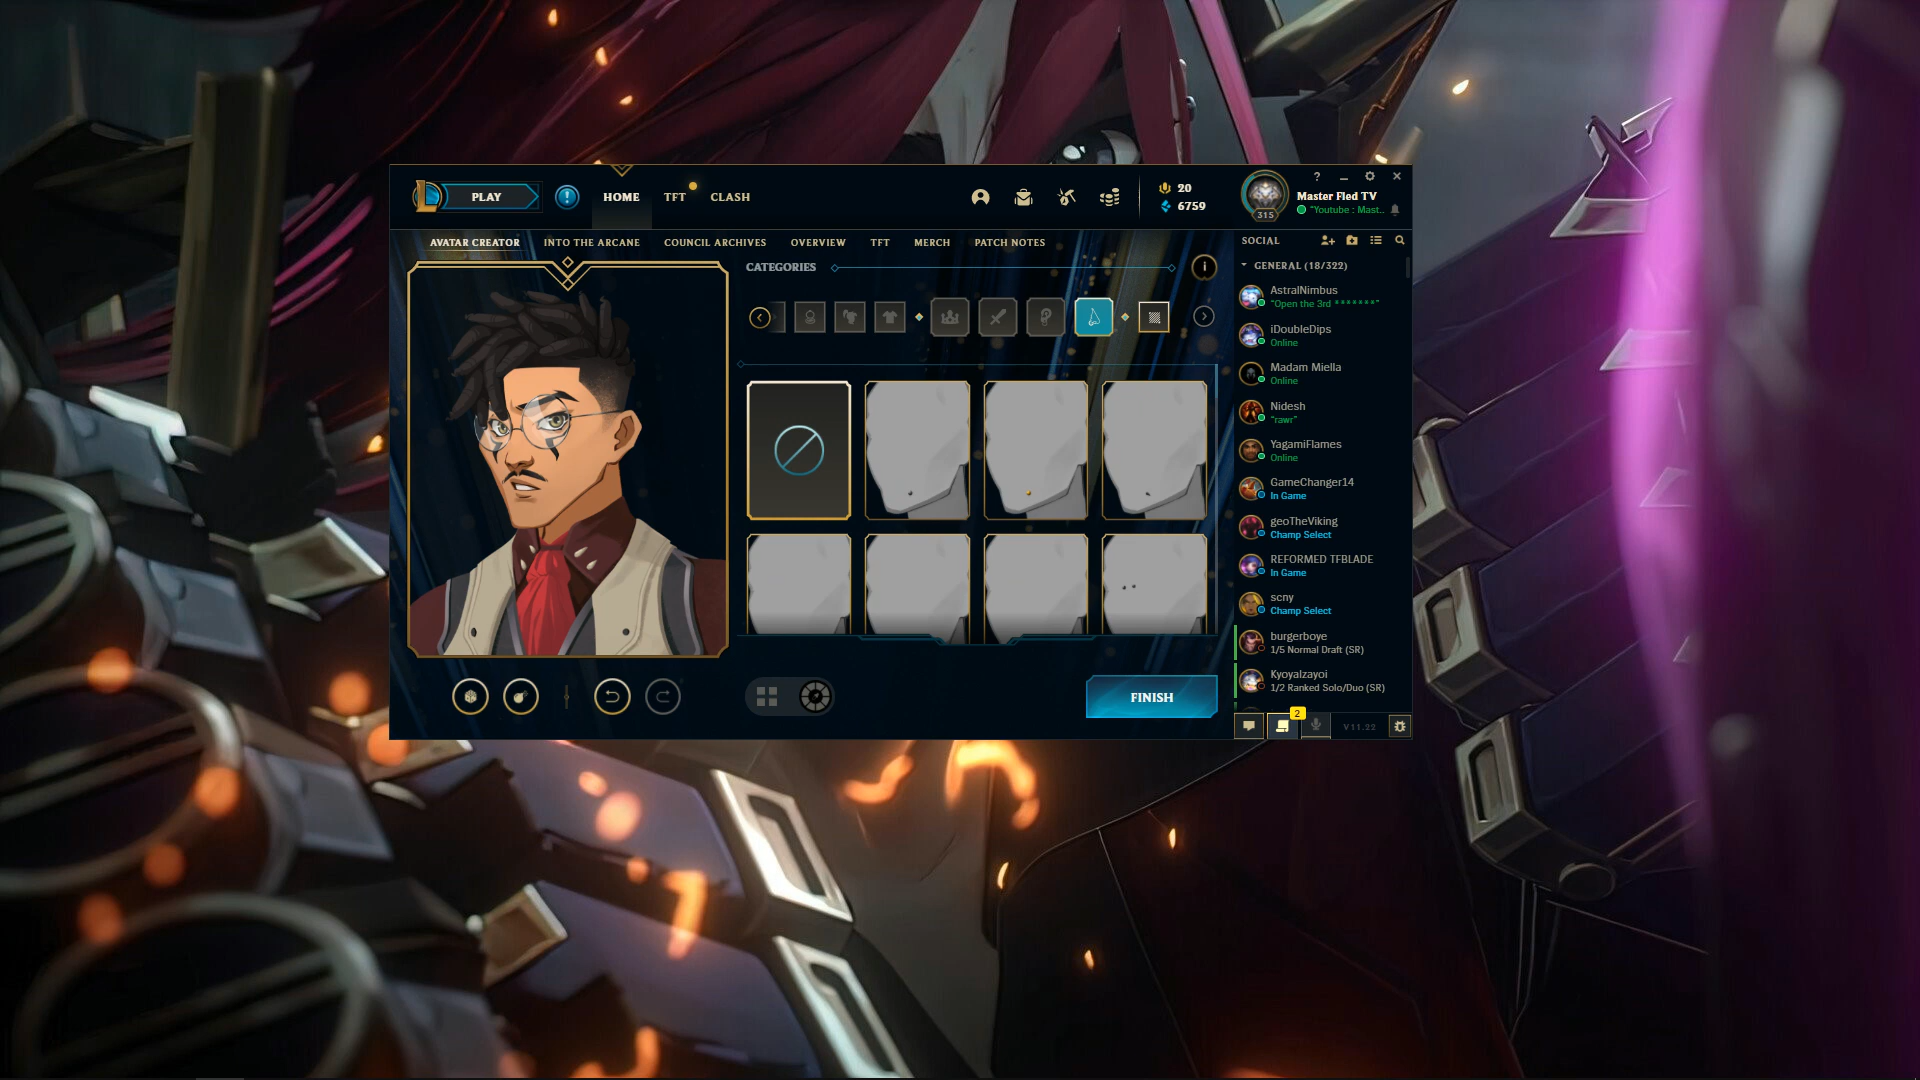 PLAY
!
HOME
TFT
CLASH
20
6759
315
?
Master Fled TV
"Youtube : Mast..
AVATAR CREATOR
INTO THE ARCANE
COUNCIL ARCHIVES
OVERVIEW
TFT
MERCH
PATCH NOTES
CATEGORIES
i
SOCIAL
GENERAL (18/322)
AstralNimbus
"Open the 3rd *******"
iDoubleDips
Online
Madam Miella
Online
Nidesh
"rawr"
YagamiFlames
Online
GameChanger14
In Game
geoTheViking
Champ Select
REFORMED TFBLADE
In Game
scny
Champ Select
burgerboye
1/5 Normal Draft (SR)
Kyoyalzayoi
1/2 Ranked Solo/Duo (SR)
FINISH
2
V11.22